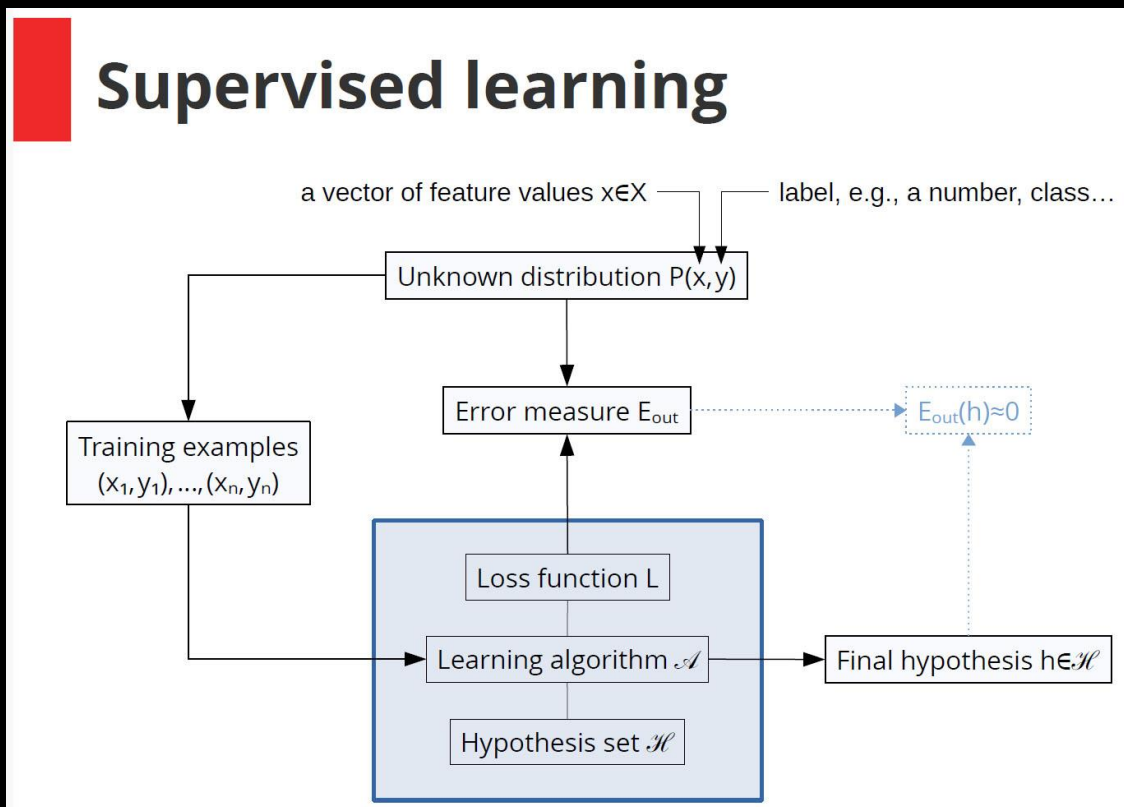 Supervised learning
a vector of feature values x∈X
label, e.g., a number, class...
Unknown distribution P(x,y)
Error measure Eout
Eout(h)≈0
Training examples
(x₁,y₁),...,(xₙ,yₙ)
Loss function L
Learning algorithm 𝒜
Final hypothesis h∈ℋ
Hypothesis set ℋ